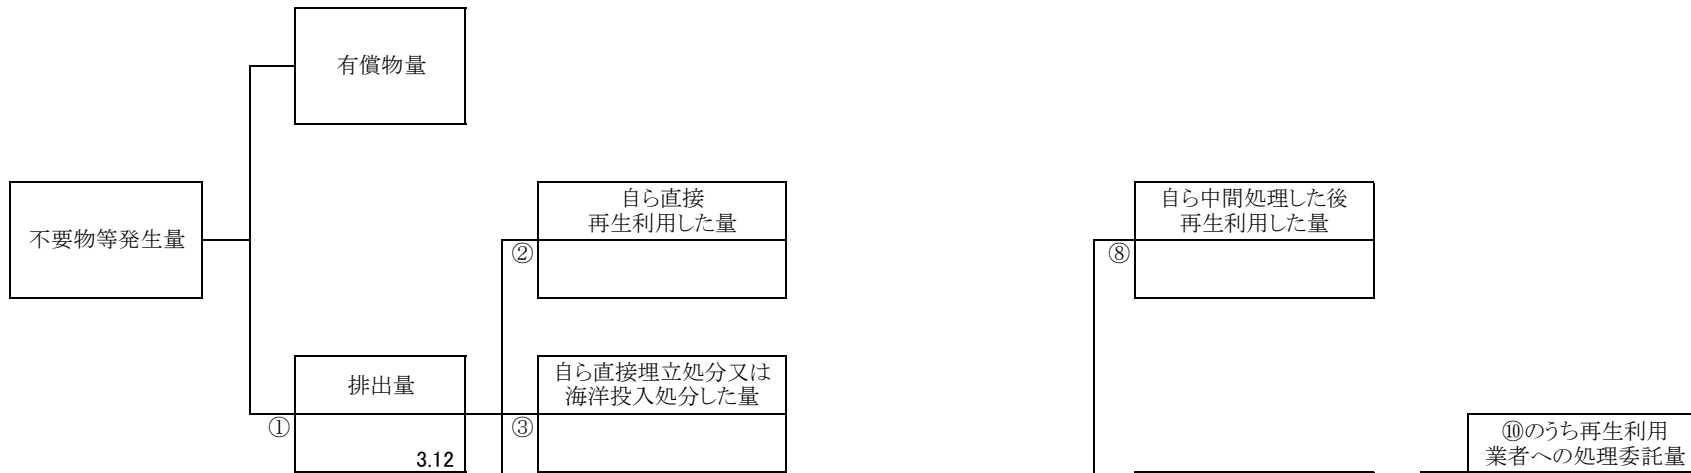 有償物量
不要物等発生量
自ら直接
再生利用した量
②
自ら中間処理した後
再生利用した量
⑧
排出量
①
3.12
自ら直接埋立処分又は
海洋投入処分した量
③
⑩のうち再生利用
業者への処理委託量